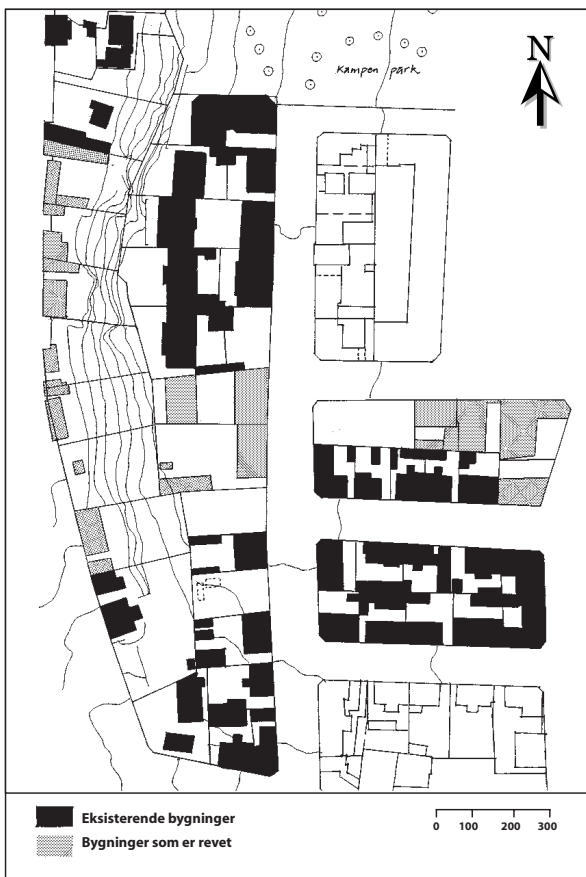 Kampen park
N
Eksisterende bygninger
Bygninger som er revet
0 100 200 300